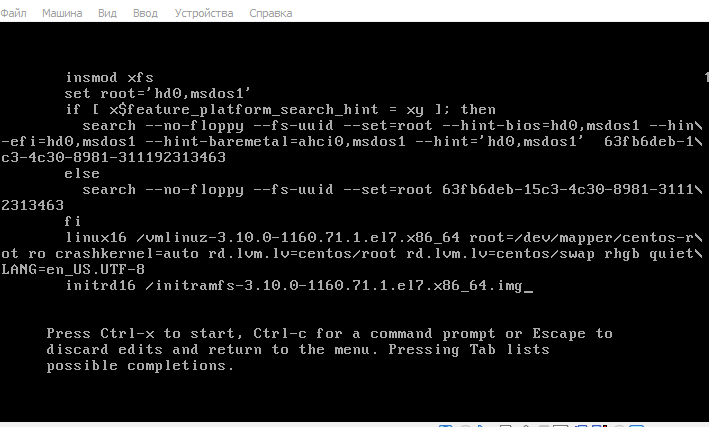 Файл Машина Вид Ввод Устройства Справка
insmod xfs
set root='hd0,msdos1'
if [ x$feature_platform_search_hint = xy ]; then
search --no-floppy --fs-uuid --set=root --hint-bios=hd0,msdos1 --hin\
-efi=hd0,msdos1 --hint-baremetal=ahci0,msdos1 --hint='hd0,msdos1' 63fb6deb-1\
c3-4c30-8981-311192313463
else
search --no-floppy --fs-uuid --set=root 63fb6deb-15c3-4c30-8981-3111\
2313463
fi
linux16 /vmlinuz-3.10.0-1160.71.1.el7.x86_64 root=/dev/mapper/centos-r\
ot ro crashkernel=auto rd.lvm.lv=centos/root rd.lvm.lv=centos/swap rhgb quiet\
LANG=en_US.UTF-8
initrd16 /initramfs-3.10.0-1160.71.1.el7.x86_64.img_
Press Ctrl-x to start, Ctrl-c for a command prompt or Escape to
discard edits and return to the menu. Pressing Tab lists
possible completions.